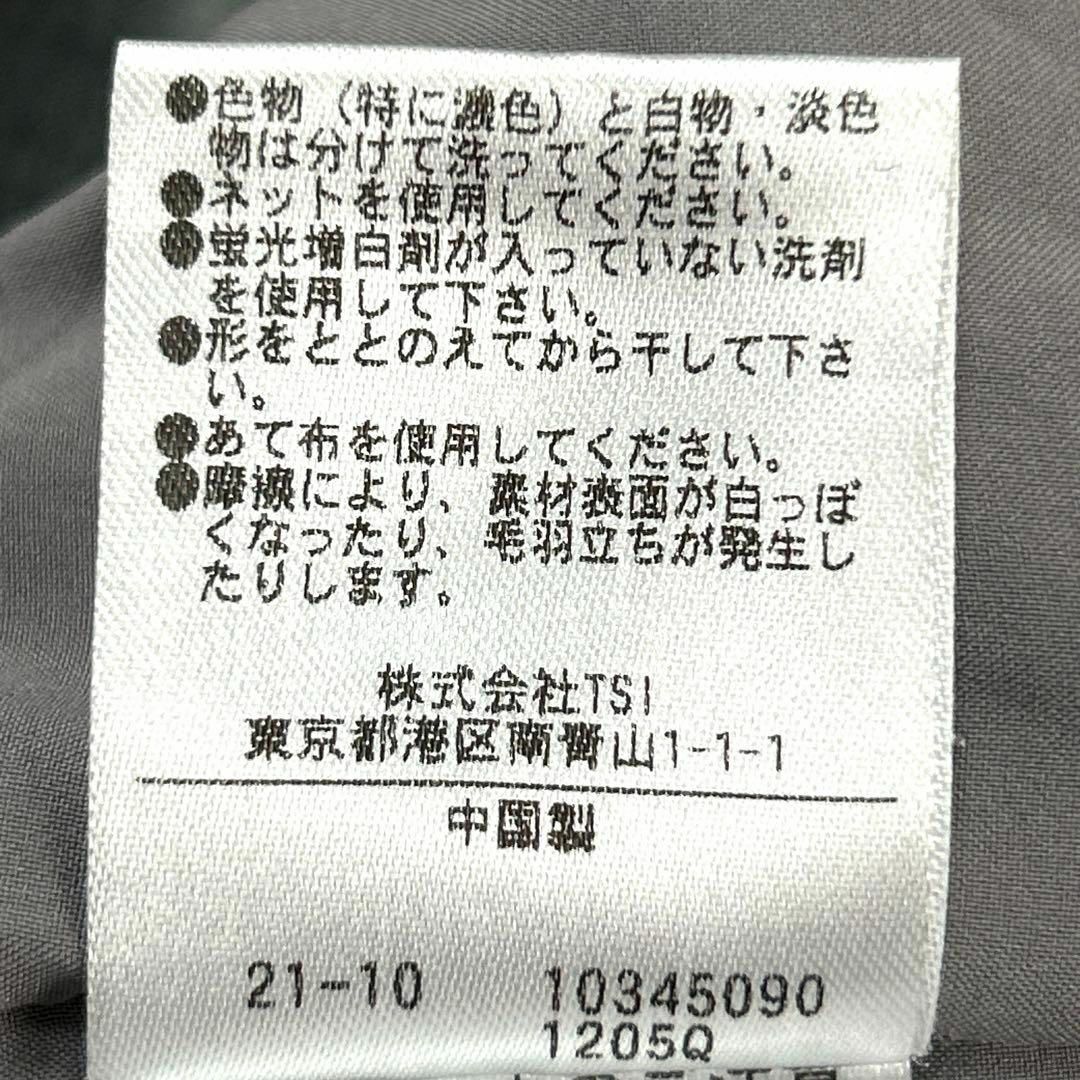 ●色物（特に濃色）と白物・淡色
物は分けて洗ってください。
●ネットを使用してください。
●蛍光増白剤が入っていない洗剤
を使用して下さい。
●形をととのえてから干して下さ
い。
●あて布を使用してください。
●摩擦により、素材表面が白っぽ
くなったり、毛羽立ちが発生し
たりします。
株式会社TSI
東京都港区南青山1-1-1
中国製
21-10 10345090
1205Q